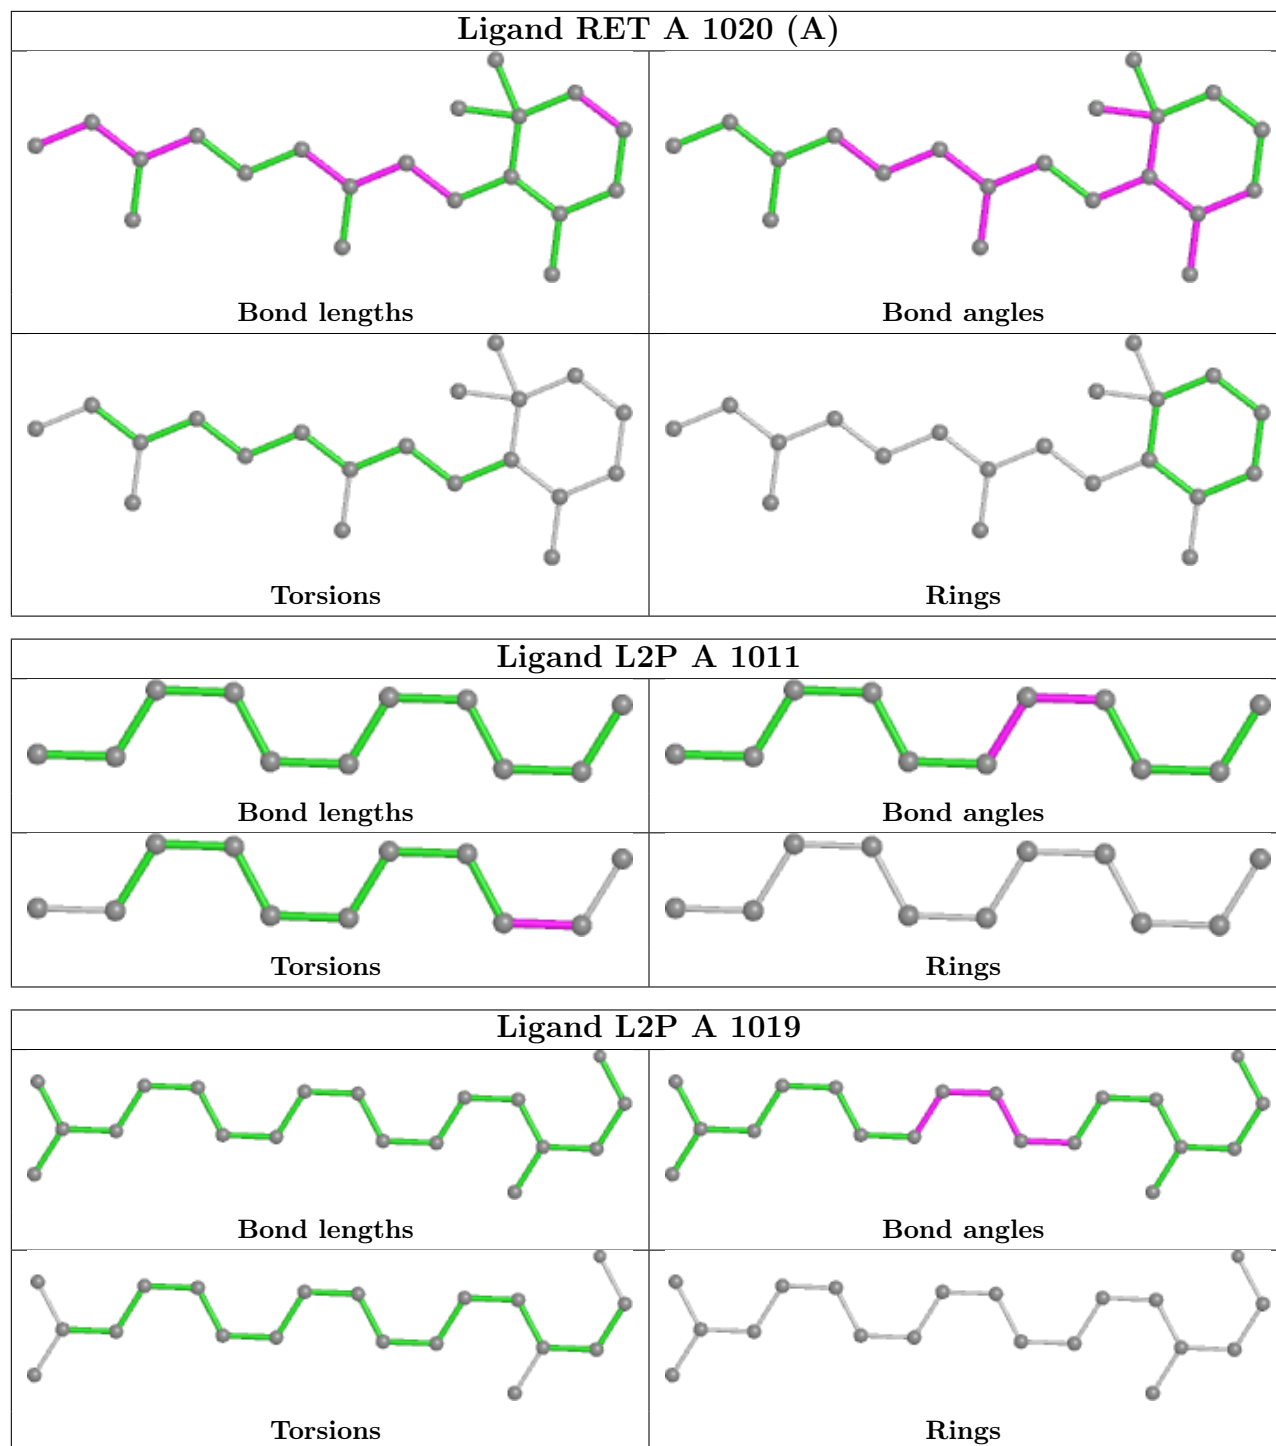 Ligand RET A 1020 (A)
Bond lengths
Bond angles
Torsions
Rings
Ligand L2P A 1011
Bond lengths
Bond angles
Torsions
Rings
Ligand L2P A 1019
Bond lengths
Bond angles
Torsions
Rings